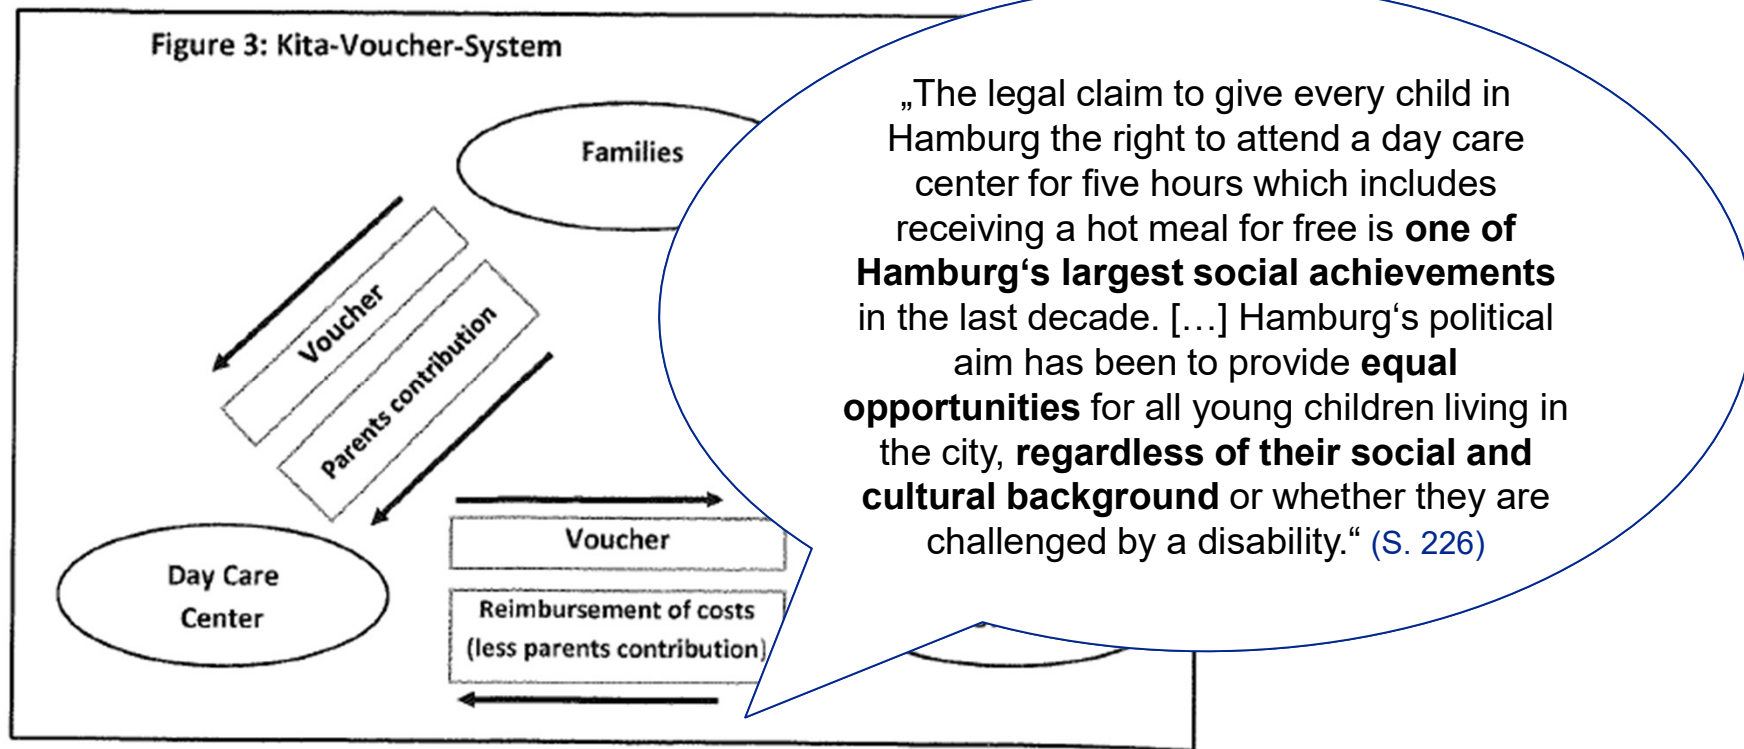 Figure 3: Kita-Voucher-System
Families
Voucher
Parents contribution
Voucher
Day Care
Center
Reimbursement of costs
(less parents contribution)
„The legal claim to give every child in
Hamburg the right to attend a day care
center for five hours which includes
receiving a hot meal for free is one of
Hamburg‘s largest social achievements
in the last decade. […] Hamburg‘s political
aim has been to provide equal
opportunities for all young children living in
the city, regardless of their social and
cultural background or whether they are
challenged by a disability.“ (S. 226)